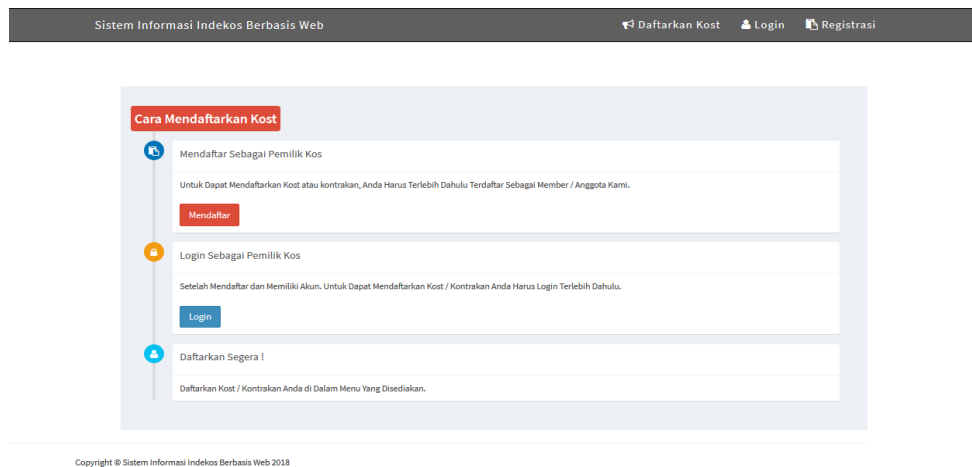 Sistem Informasi Indekos Berbasis Web
Daftarkan Kost
Login
Registrasi
Cara Mendaftarkan Kost
Mendaftar Sebagai Pemilik Kos
Untuk Dapat Mendaftarkan Kost atau kontrakan, Anda Harus Terlebih Dahulu Terdaftar Sebagai Member / Anggota Kami.
Mendaftar
Login Sebagai Pemilik Kos
Setelah Mendaftar dan Memiliki Akun. Untuk Dapat Mendaftarkan Kost / Kontrakan Anda Harus Login Terlebih Dahulu.
Login
Daftarkan Segera !
Daftarkan Kost / Kontrakan Anda di Dalam Menu Yang Disediakan.
Copyright © Sistem Informasi Indekos Berbasis Web 2018